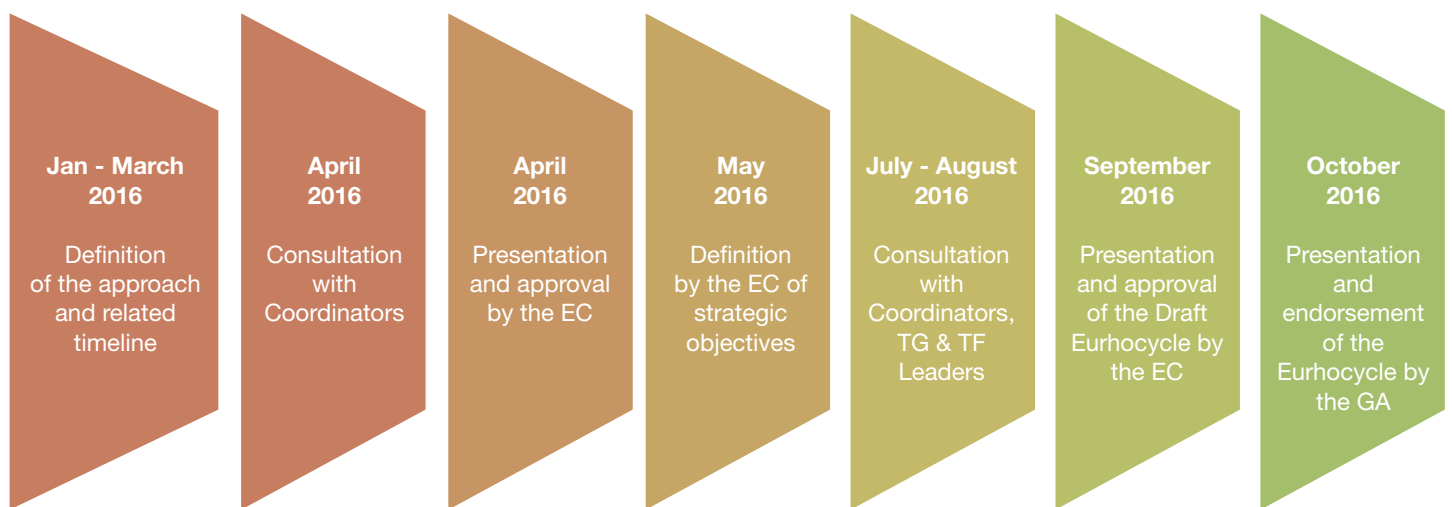 Jan - March
2016
Definition
of the approach
and related
timeline
April
2016
Consultation
with
Coordinators
April
2016
Presentation
and approval
by the EC
May
2016
Definition
by the EC of
strategic
objectives
July - August
2016
Consultation
with
Coordinators,
TG & TF
Leaders
September
2016
Presentation
and approval
of the Draft
Eurhocycle by
the EC
October
2016
Presentation
and
endorsement
of the
Eurhocycle by
the GA